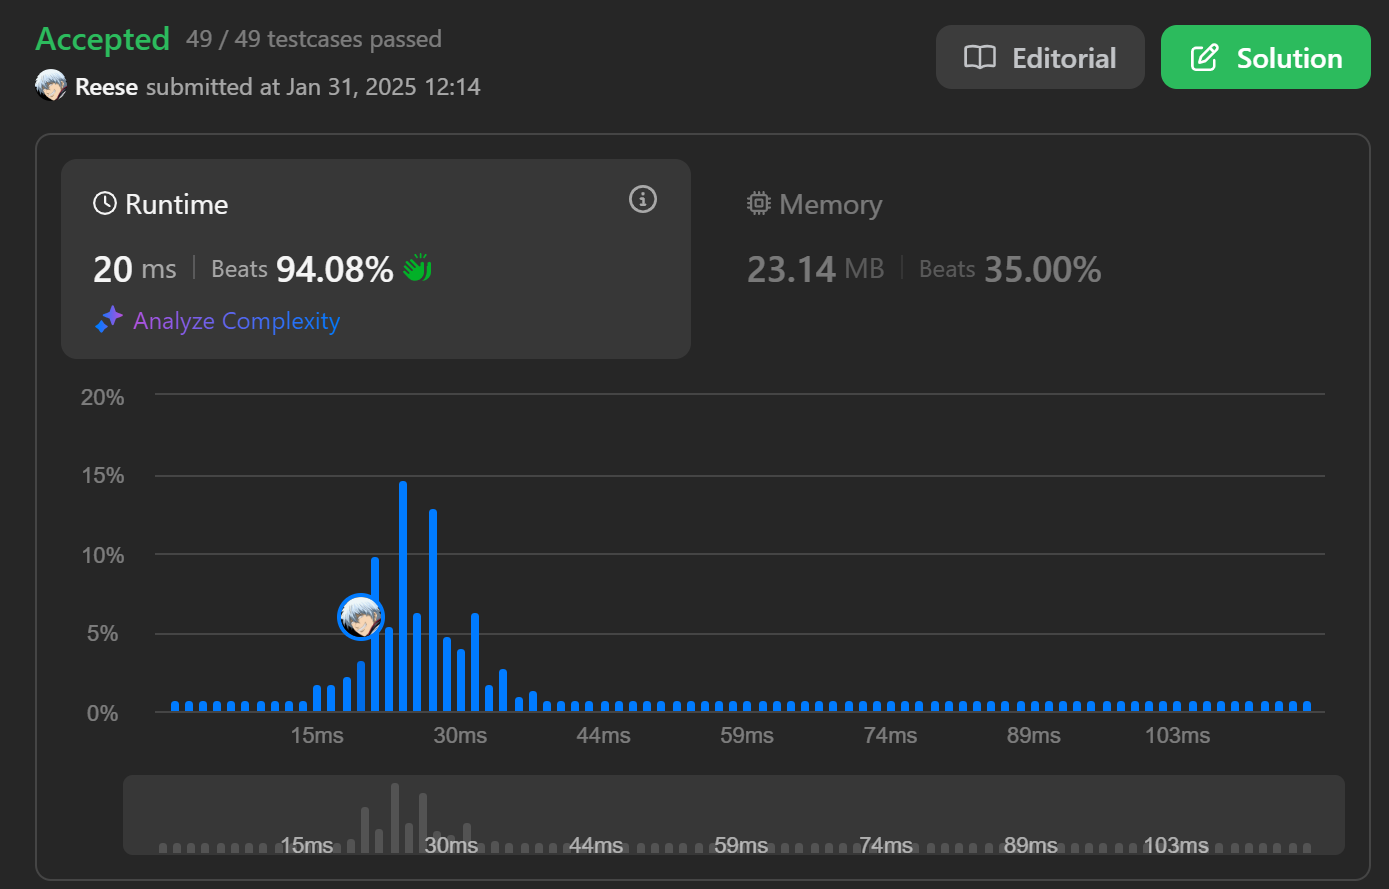 Accepted 49 / 49 testcases passed
Editorial
Solution
Reese submitted at Jan 31, 2025 12:14
Runtime
20 ms | Beats 94.08%
Analyze Complexity
Memory
23.14 MB | Beats 35.00%
20%
15%
10%
5%
0%
15ms 30ms 44ms 59ms 74ms 89ms 103ms
15ms 30ms 44ms 59ms 74ms 89ms 103ms